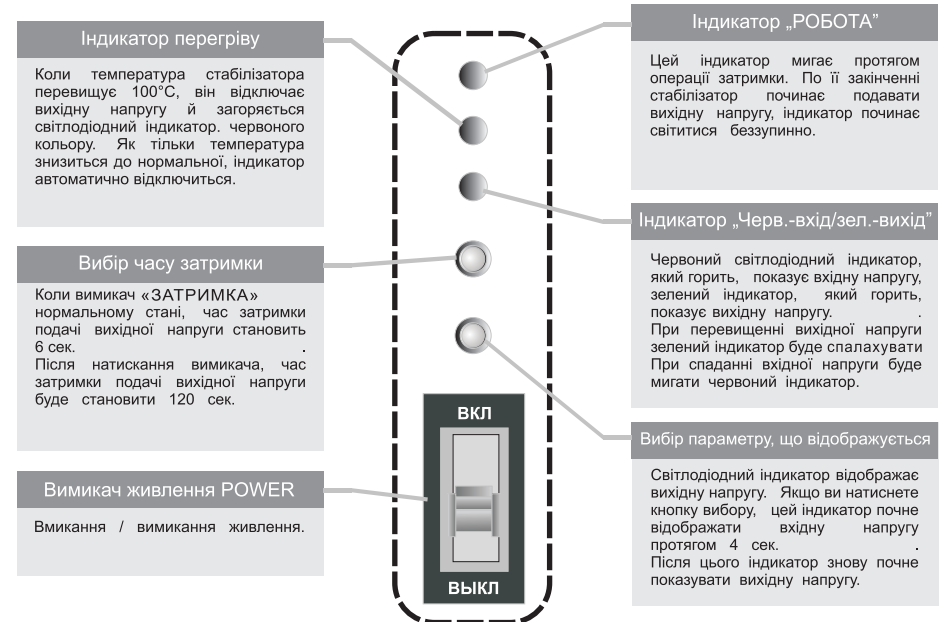 Індикатор перегріву
Коли температура стабілізатора
перевищує 100°C, він відключає
вихідну напругу й загоряється
світлодіодний індикатор. червоного
кольору. Як тільки температура
знизиться до нормальної, індикатор
автоматично відключиться.
Вибір часу затримки
Коли вимикач «ЗАТРИМКА»
нормальному стані, час затримки
подачі вихідної напруги становить
6 сек. .
Після натискання вимикача, час
затримки подачі вихідної напруги
буде становити 120 сек.
Вимикач живлення POWER
Вмикання / вимикання живлення.
ВКЛ
ВЫКЛ
Індикатор „РОБОТА”
Цей індикатор мигає протягом
операції затримки. По її закінченні
стабілізатор починає подавати
вихідну напругу, індикатор починає
світитися беззупинно.
Індикатор „Черв.-вхід/зел.-вихід”
Червоний світлодіодний індикатор,
який горить, показує вхідну напругу,
зелений індикатор, який горить,
показує вихідну напругу. .
При перевищенні вихідної напруги
зелений індикатор буде спалахувати
При спаданні вхідної напруги буде
мигати червоний індикатор.
Вибір параметру, що відображується
Світлодіодний індикатор відображає
вихідну напругу. Якщо ви натиснете
кнопку вибору, цей індикатор почне
відображати вхідну напругу
протягом 4 сек. .
Після цього індикатор знову почне
показувати вихідну напругу.